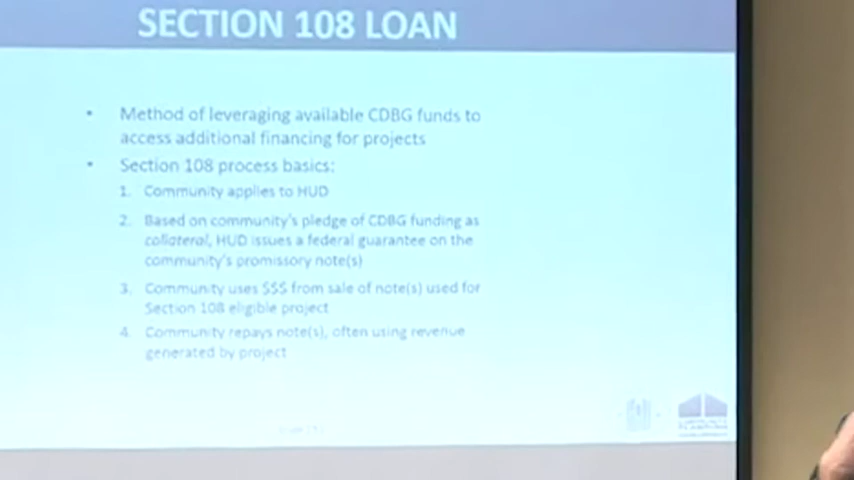 SECTION 108 LOAN
• Method of leveraging available CDBG funds to
access additional financing for projects
• Section 108 process basics:
1. Community applies to HUD
2. Based on community's pledge of CDBG funding as
collateral, HUD issues a federal guarantee on the
community's promissory note(s)
3. Community uses $$$ from sale of note(s) used for
Section 108 eligible project
4. Community repays note(s), often using revenue
generated by project